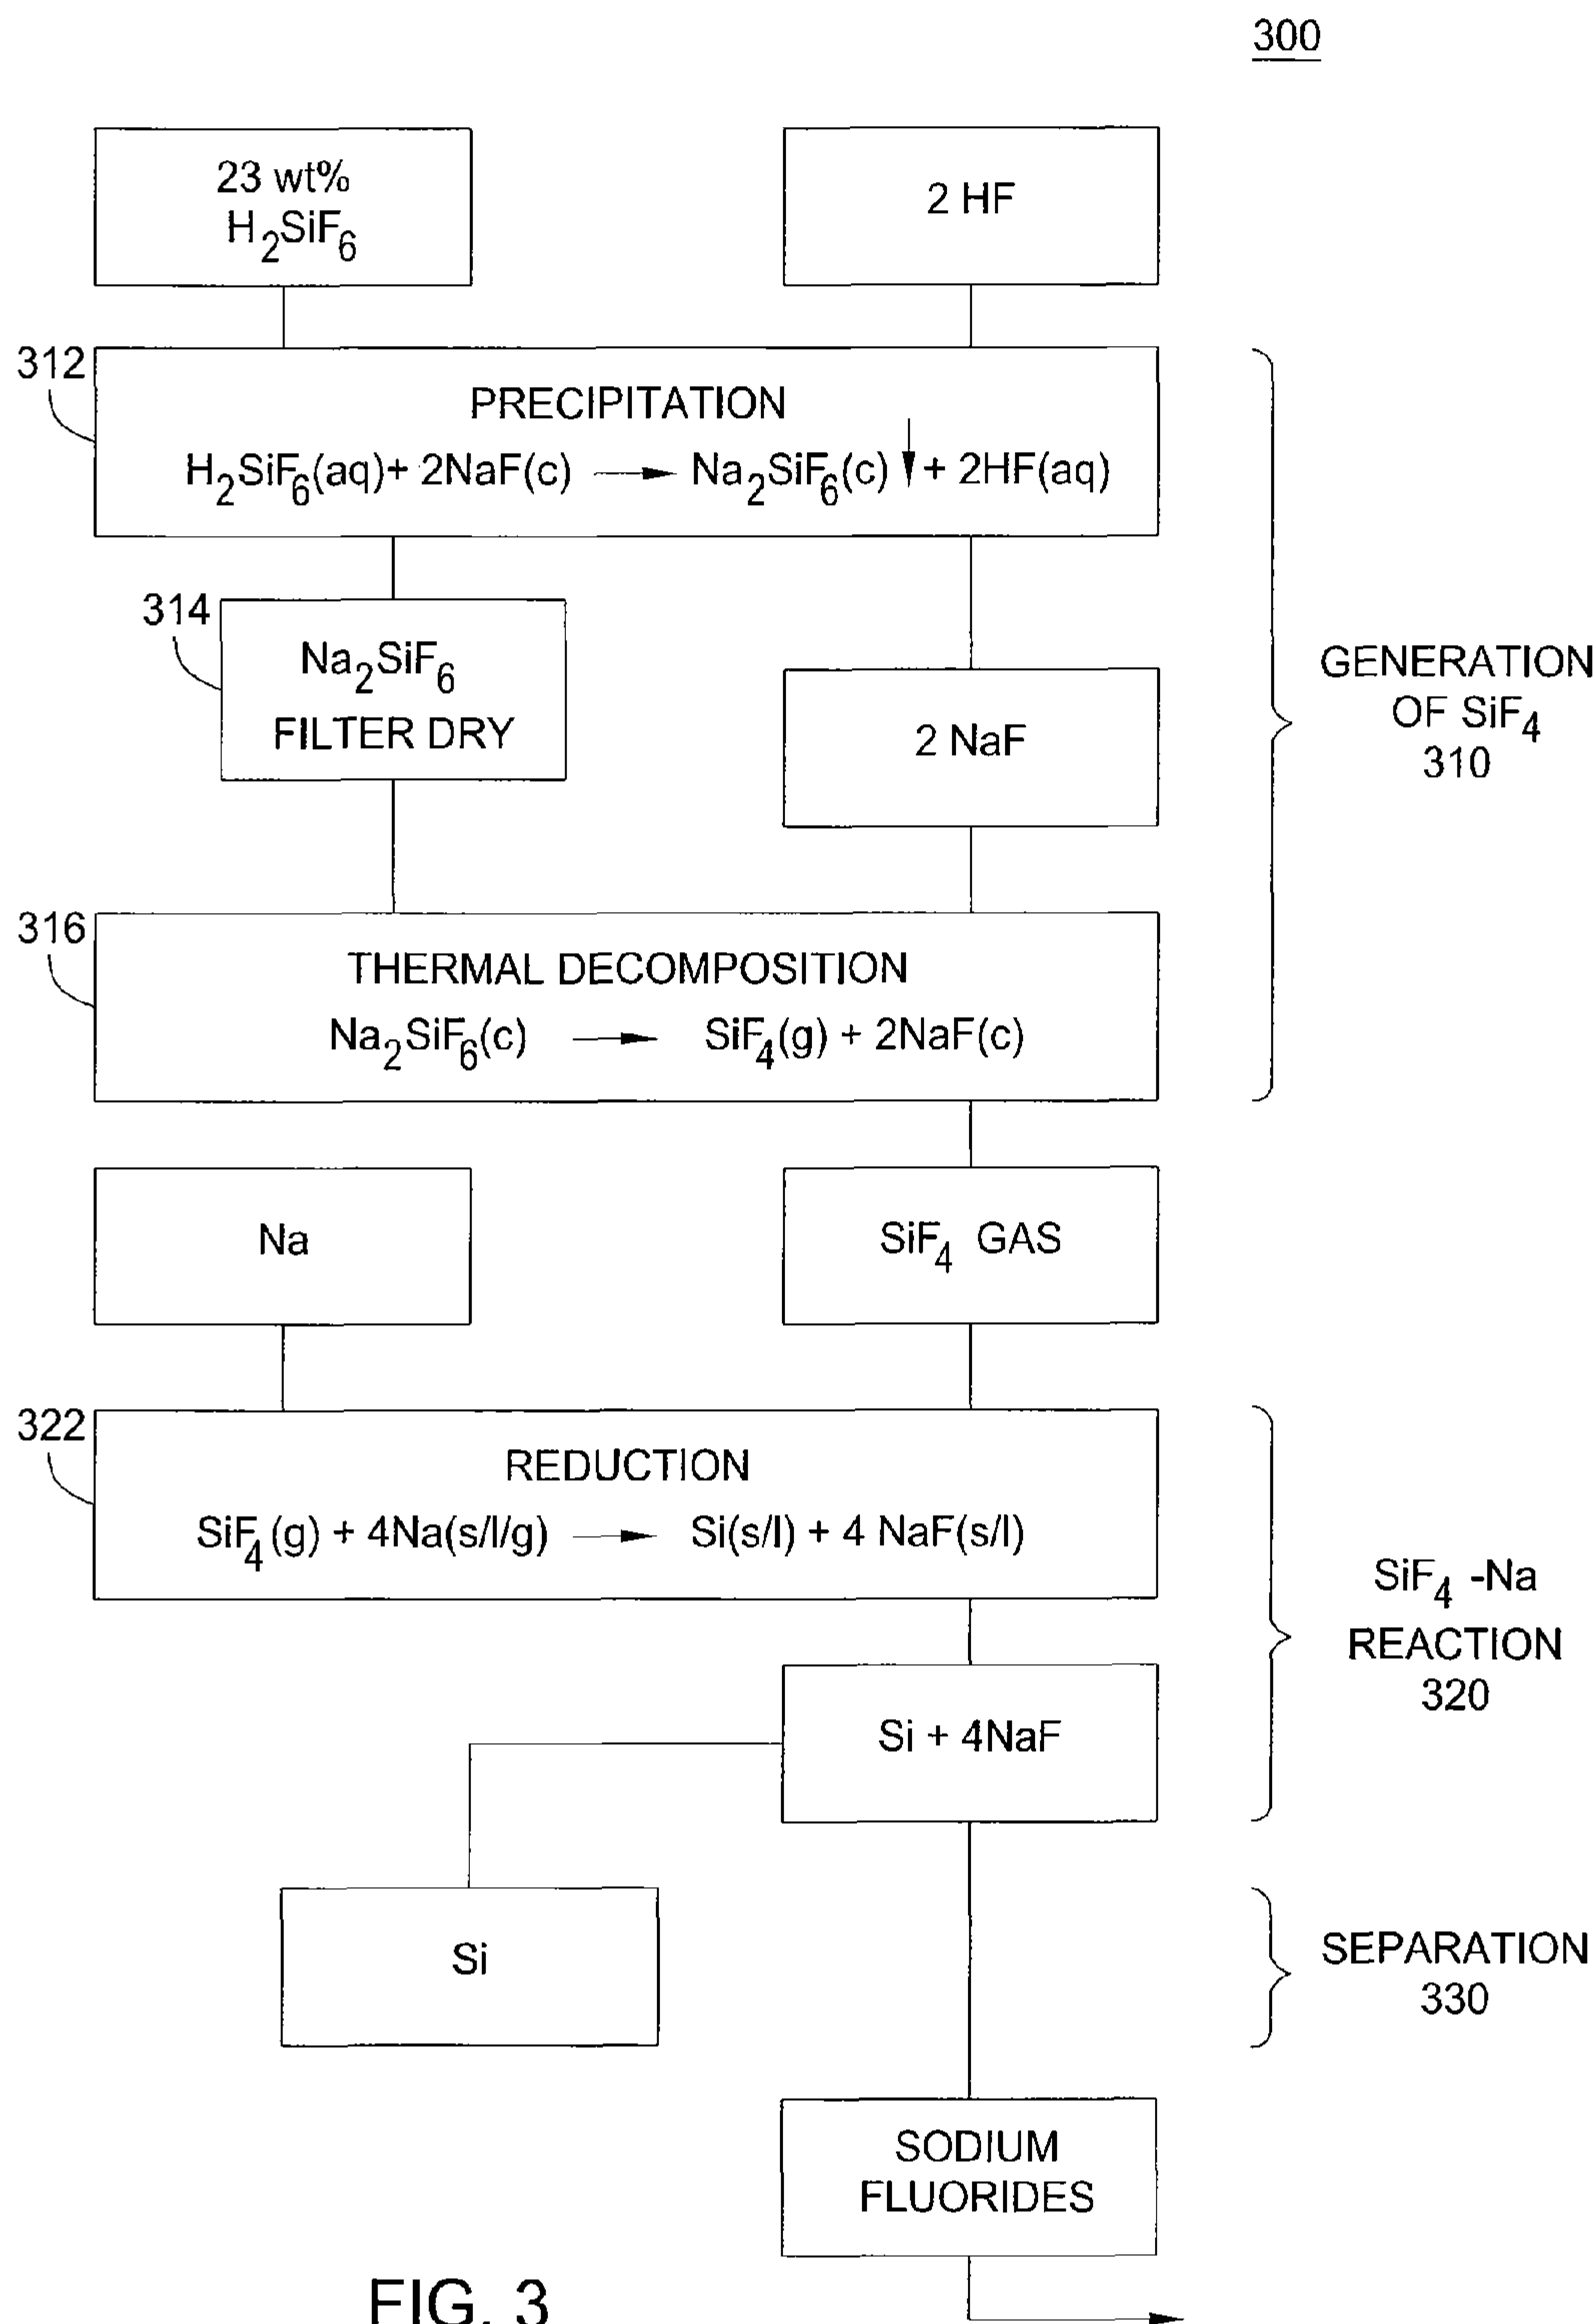 300
23 wt%
H₂SiF₆
2 HF
312
PRECIPITATION
H₂SiF₆(aq)+ 2NaF(c) → Na₂SiF₆(c) ↓ + 2HF(aq)
314
Na₂SiF₆
FILTER DRY
2 NaF
GENERATION
OF SiF₄
310
316
THERMAL DECOMPOSITION
Na₂SiF₆(c) → SiF₄(g) + 2NaF(c)
Na
SiF₄ GAS
322
REDUCTION
SiF₄(g) + 4Na(s/l/g) → Si(s/l) + 4 NaF(s/l)
SiF₄ -Na
REACTION
320
Si + 4NaF
Si
SEPARATION
330
SODIUM
FLUORIDES
FIG. 3